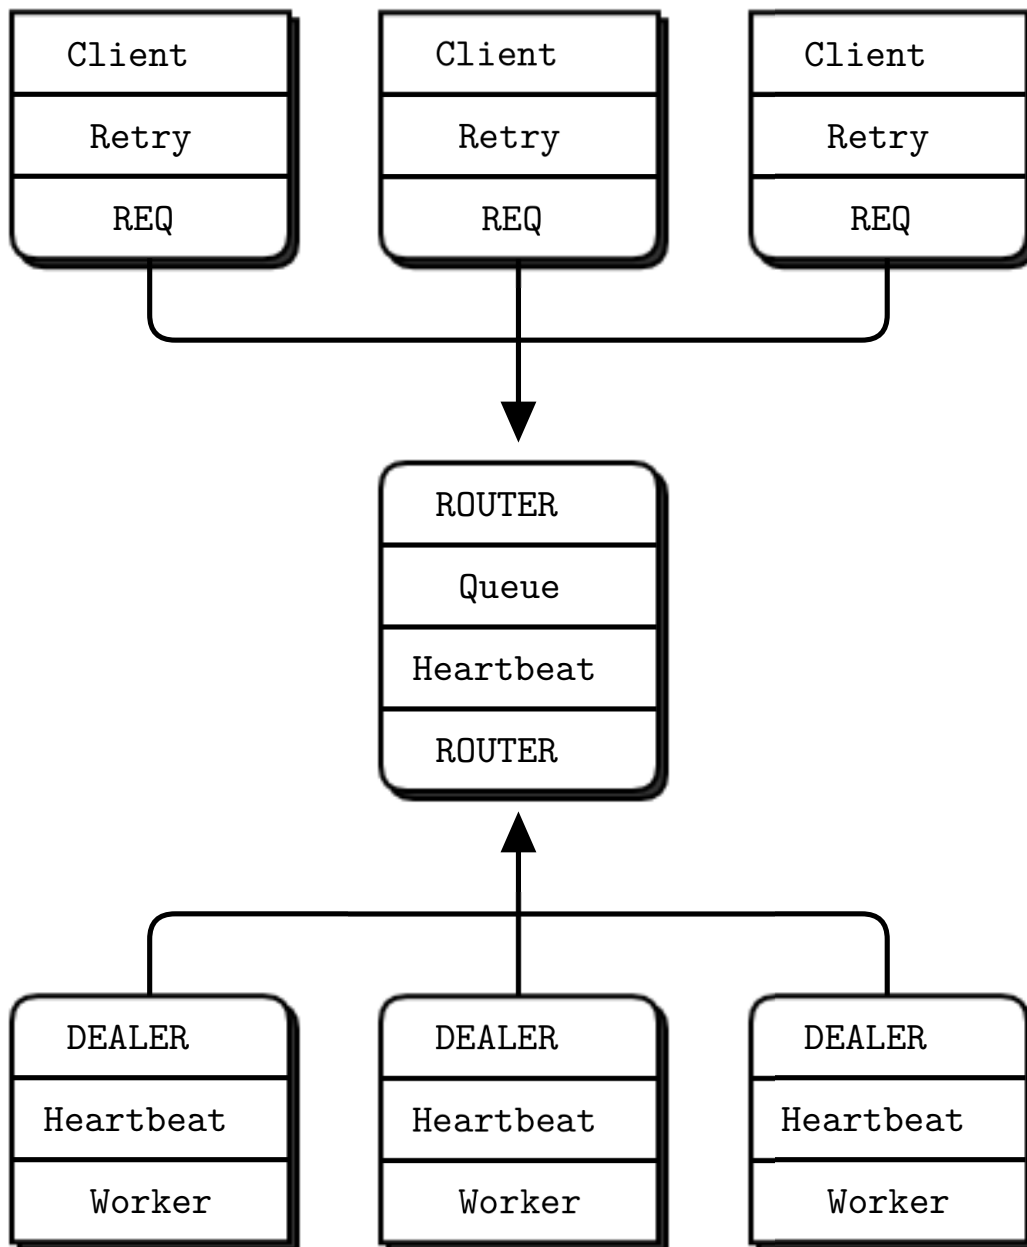 Client Client Client
Retry Retry Retry
REQ REQ REQ
ROUTER
Queue
Heartbeat
ROUTER
DEALER DEALER DEALER
Heartbeat Heartbeat Heartbeat
Worker Worker Worker